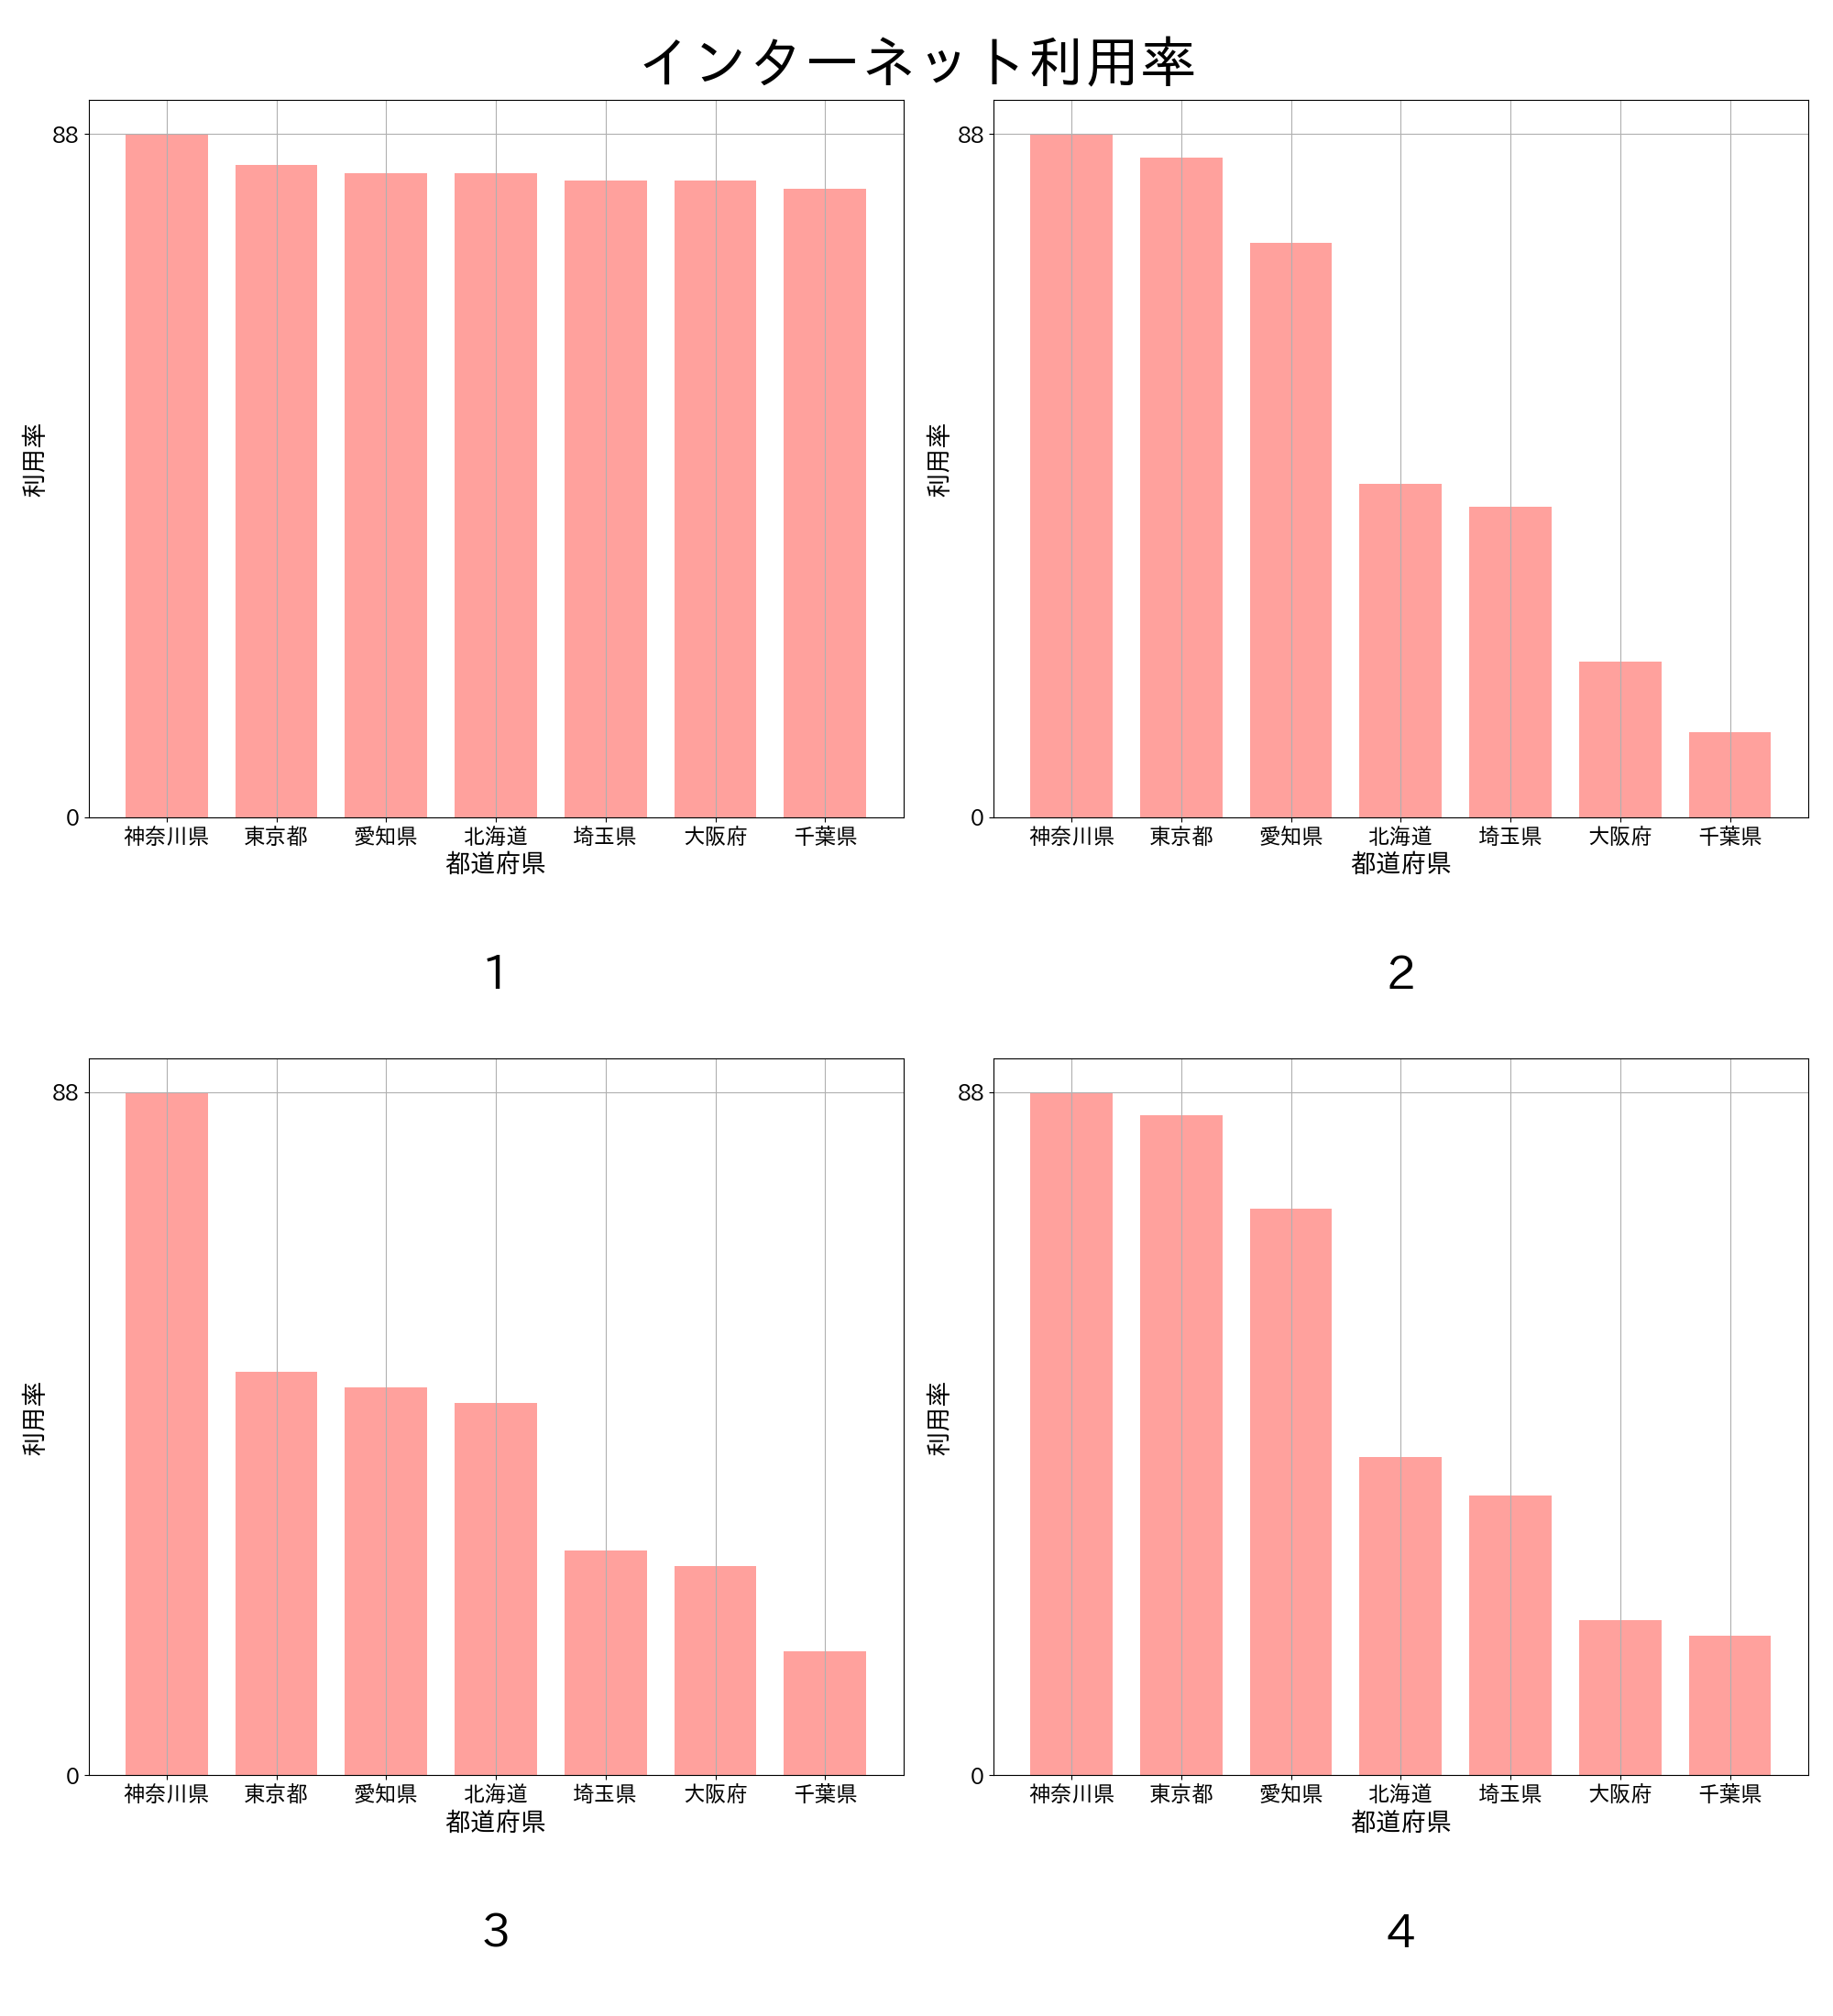 インターネット利用率
88
0
利用率
神奈川県 東京都 愛知県 北海道 埼玉県 大阪府 千葉県
都道府県
1
88
0
利用率
神奈川県 東京都 愛知県 北海道 埼玉県 大阪府 千葉県
都道府県
2
88
0
利用率
神奈川県 東京都 愛知県 北海道 埼玉県 大阪府 千葉県
都道府県
3
88
0
利用率
神奈川県 東京都 愛知県 北海道 埼玉県 大阪府 千葉県
都道府県
4